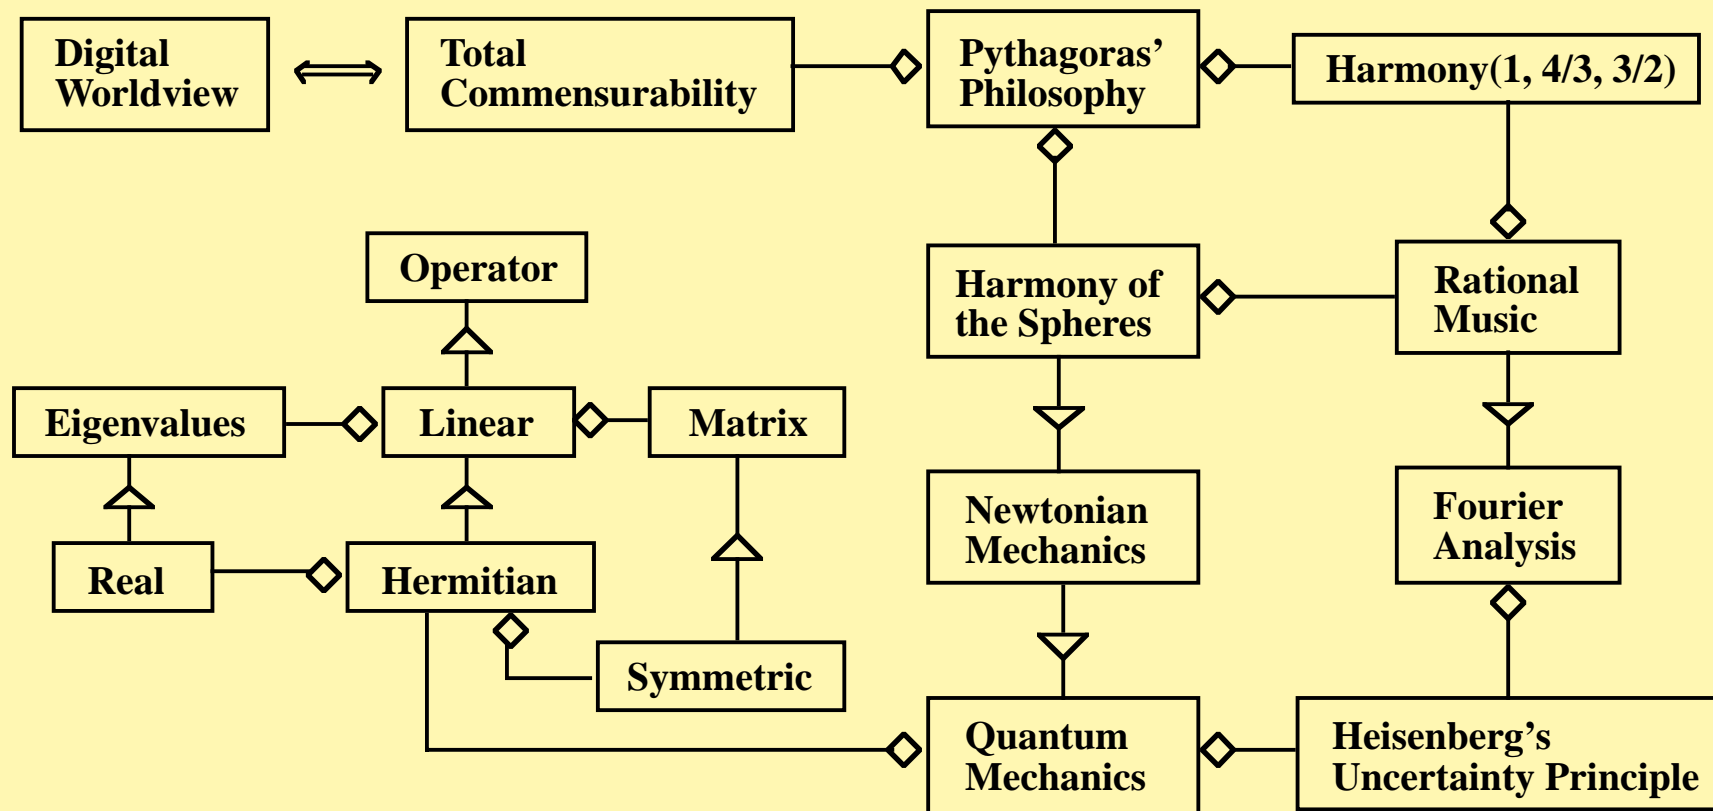 Digital
Worldview
Total
Commensurability
Pythagoras’
Philosophy
Harmony(1, 4/3, 3/2)
Operator
Harmony of
the Spheres
Rational
Music
Eigenvalues
Linear
Matrix
Newtonian
Mechanics
Fourier
Analysis
Real
Hermitian
Symmetric
Quantum
Mechanics
Heisenberg’s
Uncertainty Principle